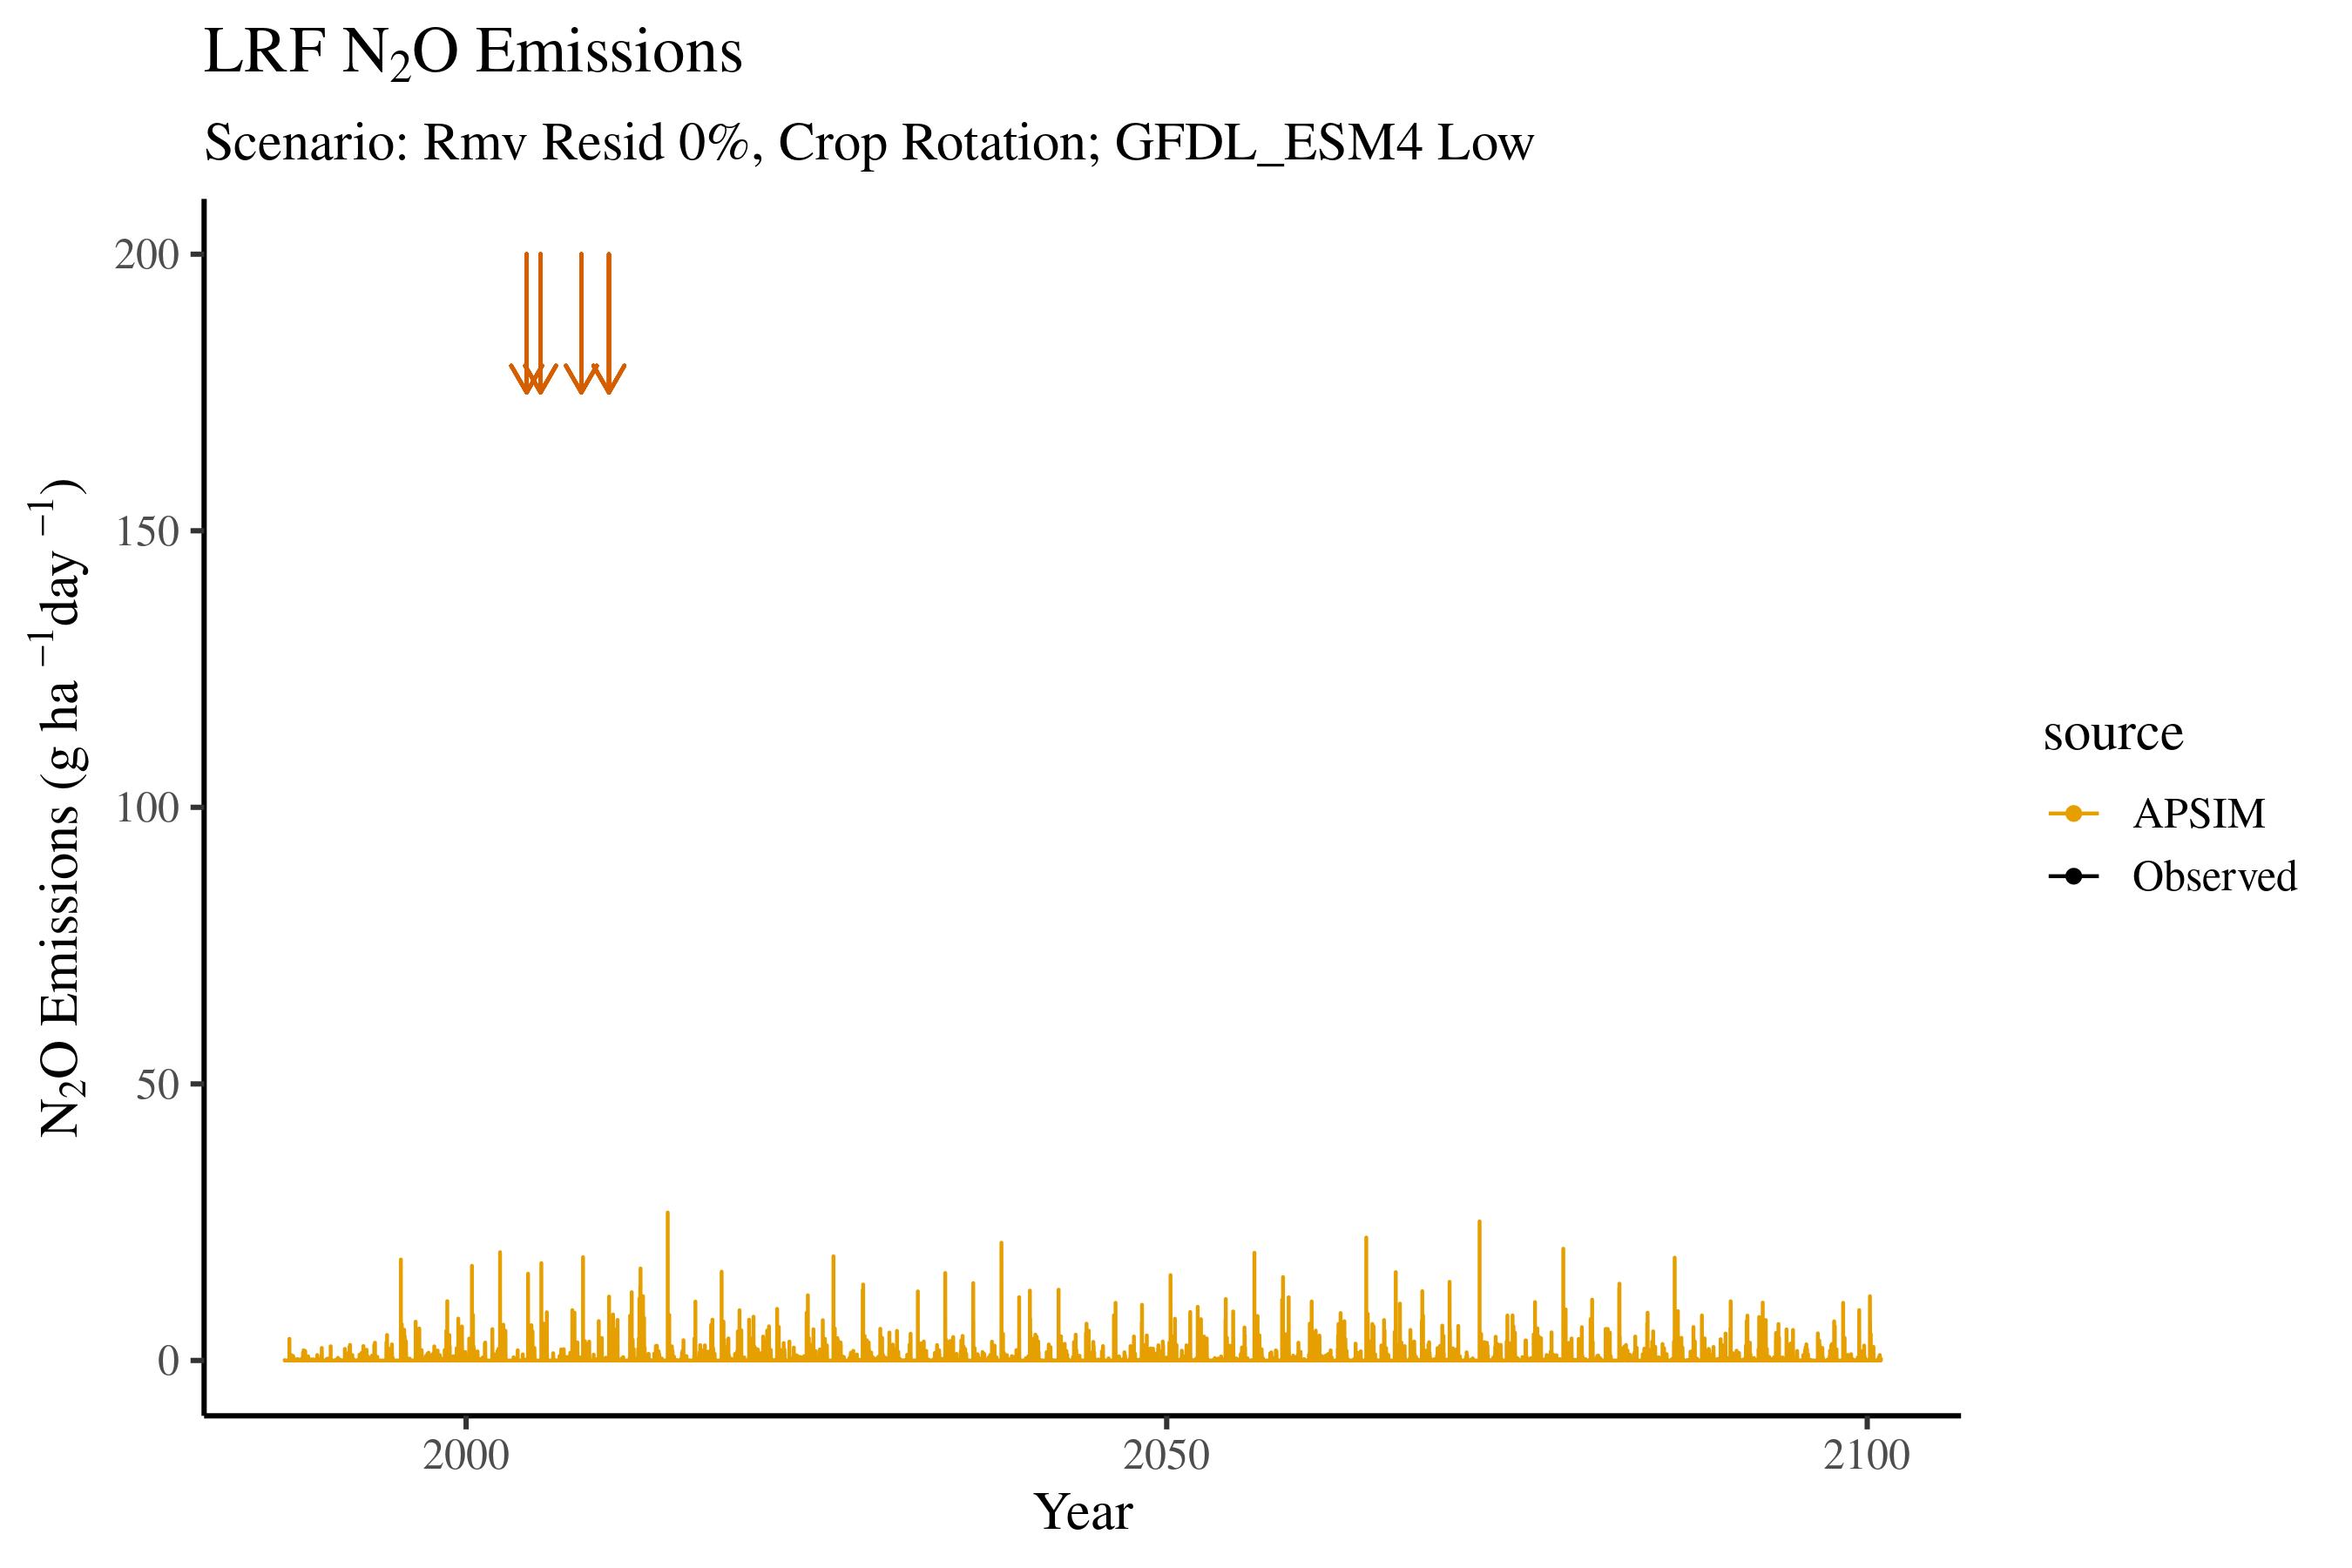 LRF N₂O Emissions
Scenario: Rmv Resid 0%, Crop Rotation; GFDL_ESM4 Low
N₂O Emissions (g ha ⁻¹day ⁻¹)
200
150
100
50
0
2000
2050
2100
Year
source
APSIM
Observed